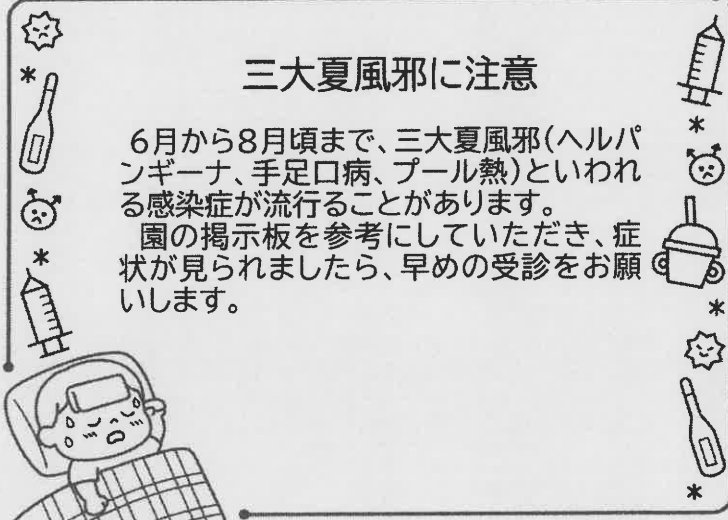 三大夏風邪に注意
6月から8月頃まで、三大夏風邪(ヘルパ
ンギーナ、手足口病、プール熱)といわれ
る感染症が流行ることがあります。
園の掲示板を参考にしていただき、症
状が見られましたら、早めの受診をお願
いします。